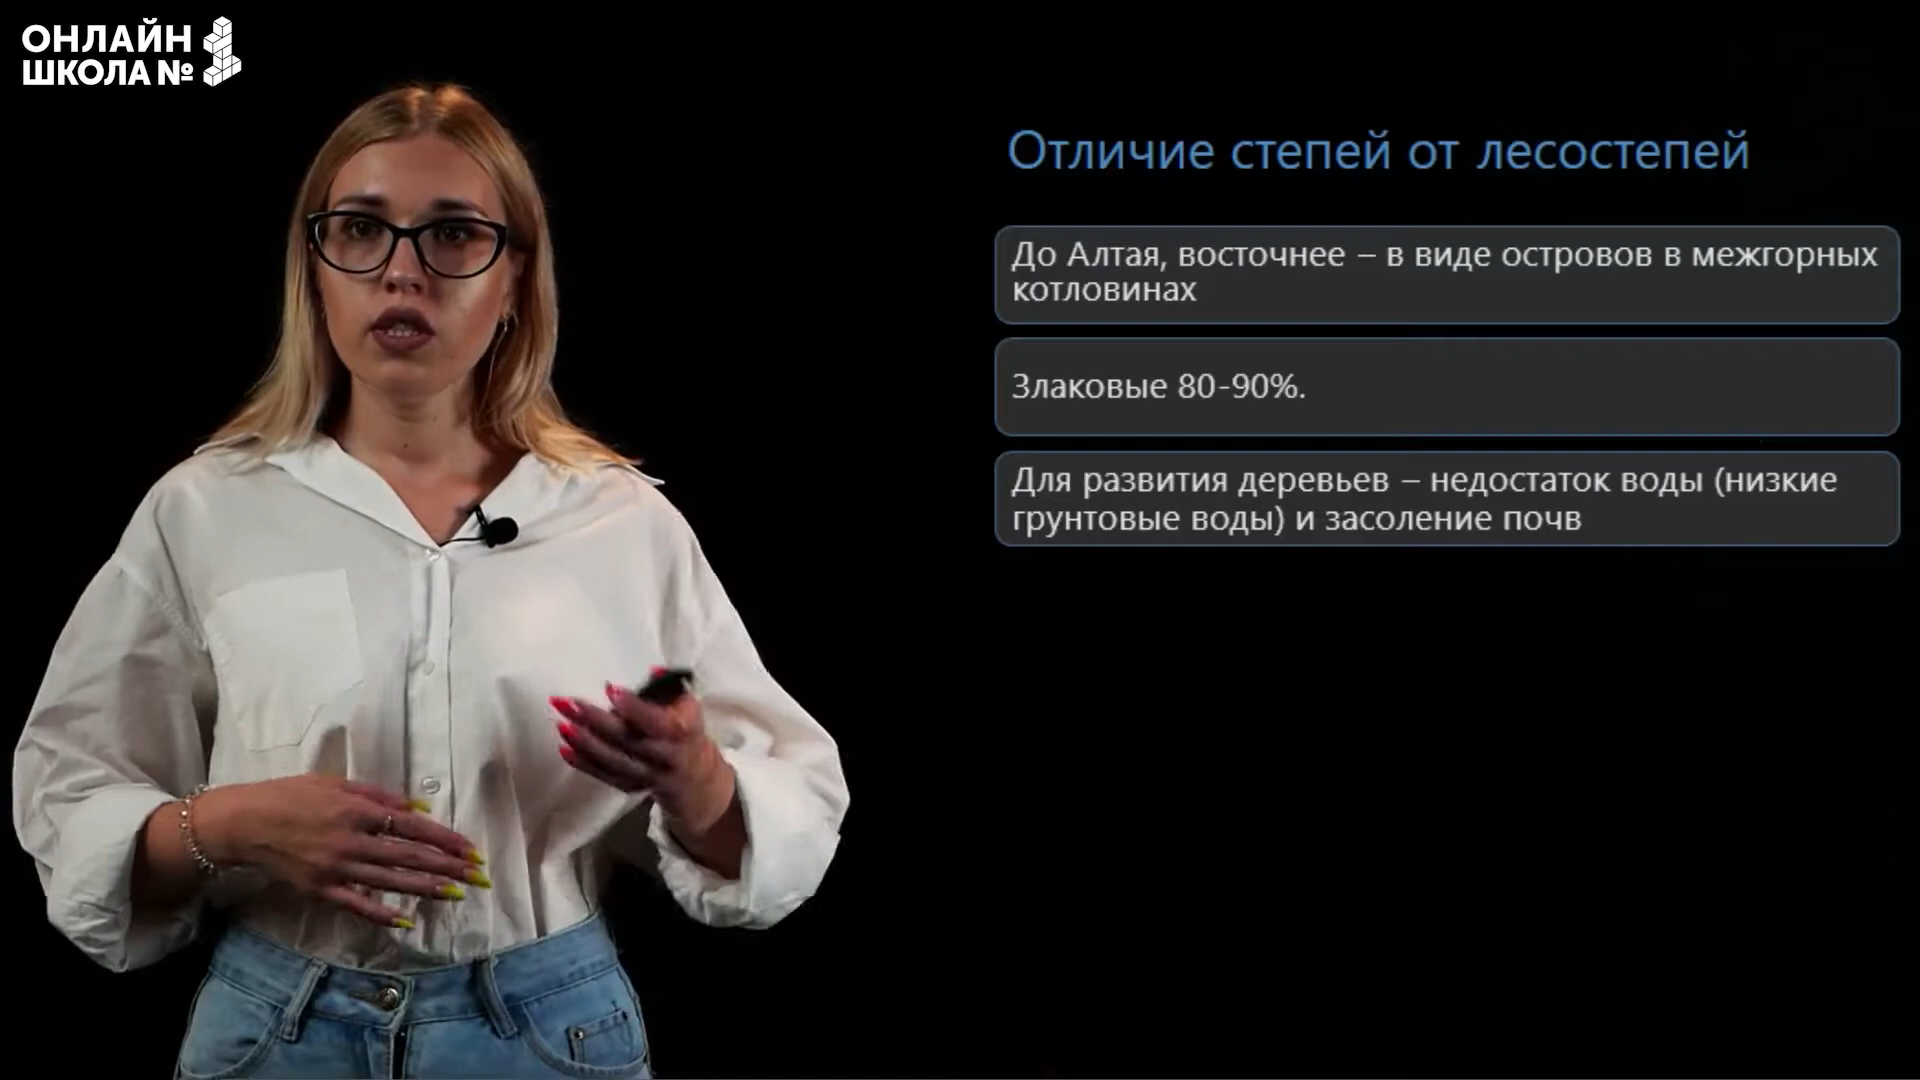 ОНЛАЙН
ШКОЛА №
Отличие степей от лесостепей
До Алтая, восточнее – в виде островов в межгорных
котловинах
Злаковые 80-90%.
Для развития деревьев – недостаток воды (низкие
грунтовые воды) и засоление почв